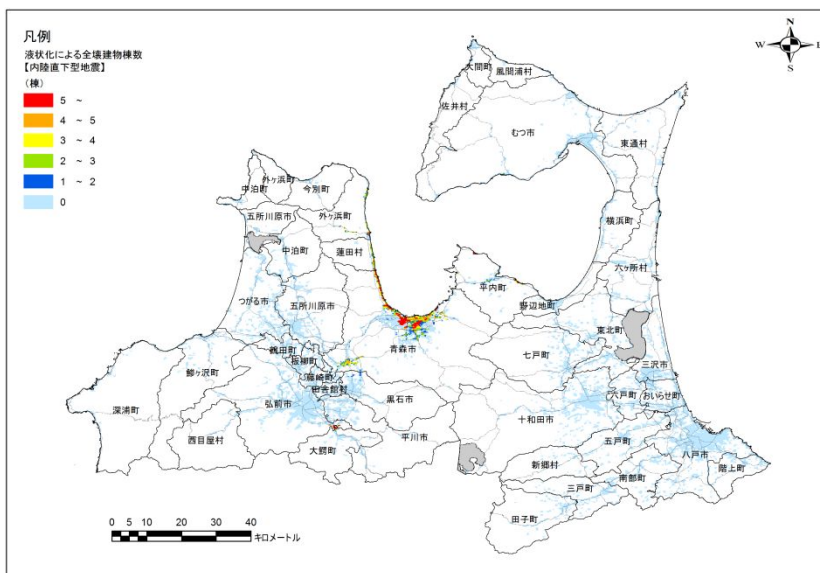 凡例
液状化による全壊建物棟数
【内陸直下型地震】
（棟）
5 ～
4 ～ 5
3 ～ 4
2 ～ 3
1 ～ 2
0
N
W
E
S
大間町
風間浦村
佐井村
むつ市
東通村
外ヶ浜町
今別町
中泊町
五所川原市
外ヶ浜町
横浜町
中泊町
蓬田村
六ヶ所村
平内町
つがる市
五所川原市
野辺地町
東北町
青森市
七戸町
鶴田町
板柳町
三沢市
鰺ヶ沢町
藤崎町
田舎館村
六戸町
おいらせ町
黒石市
深浦町
弘前市
十和田市
西目屋村
平川市
五戸町
八戸市
大鰐町
新郷村
階上町
南部町
三戸町
田子町
0 5 10 20 30 40
キロメートル